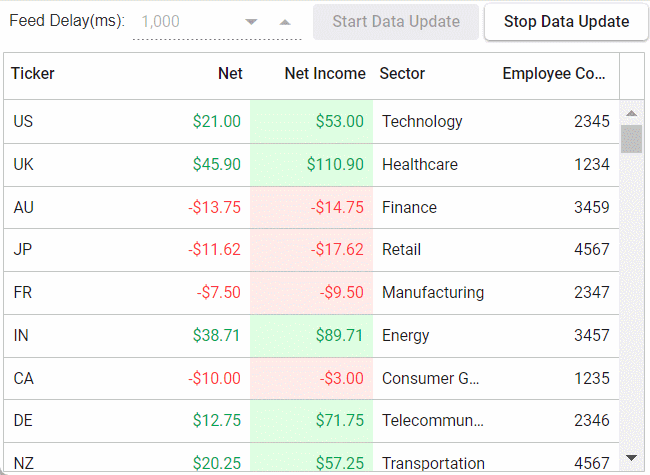 Feed Delay(ms): 1,000 Start Data Update Stop Data Update
Ticker Net Net Income Sector Employee Co...
US $21.00 $53.00 Technology 2345
UK $45.90 $110.90 Healthcare 1234
AU -$13.75 -$14.75 Finance 3459
JP -$11.62 -$17.62 Retail 4567
FR -$7.50 -$9.50 Manufacturing 2347
IN $38.71 $89.71 Energy 3457
CA -$10.00 -$3.00 Consumer G... 1235
DE $12.75 $71.75 Telecommun... 2346
NZ $20.25 $57.25 Transportation 4567